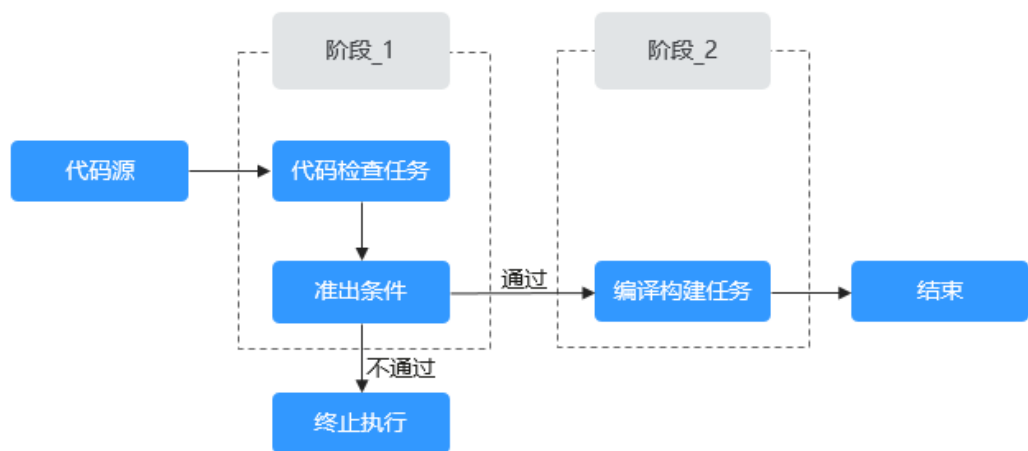 阶段_1
阶段_2
代码源
代码检查任务
准出条件
通过
编译构建任务
结束
不通过
终止执行